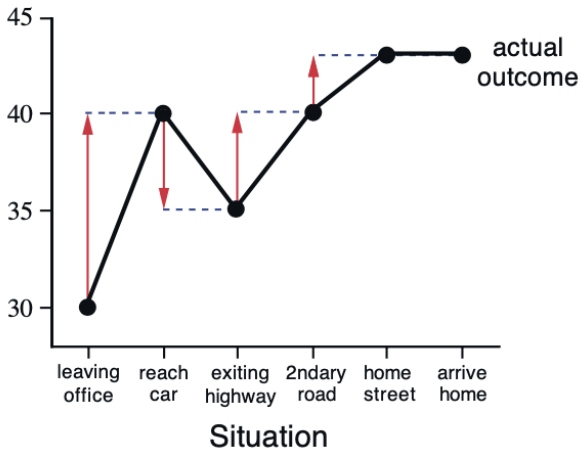 45
actual
outcome
40
35
30
leaving
office
reach
car
exiting
highway
2ndary
road
home
street
arrive
home
Situation